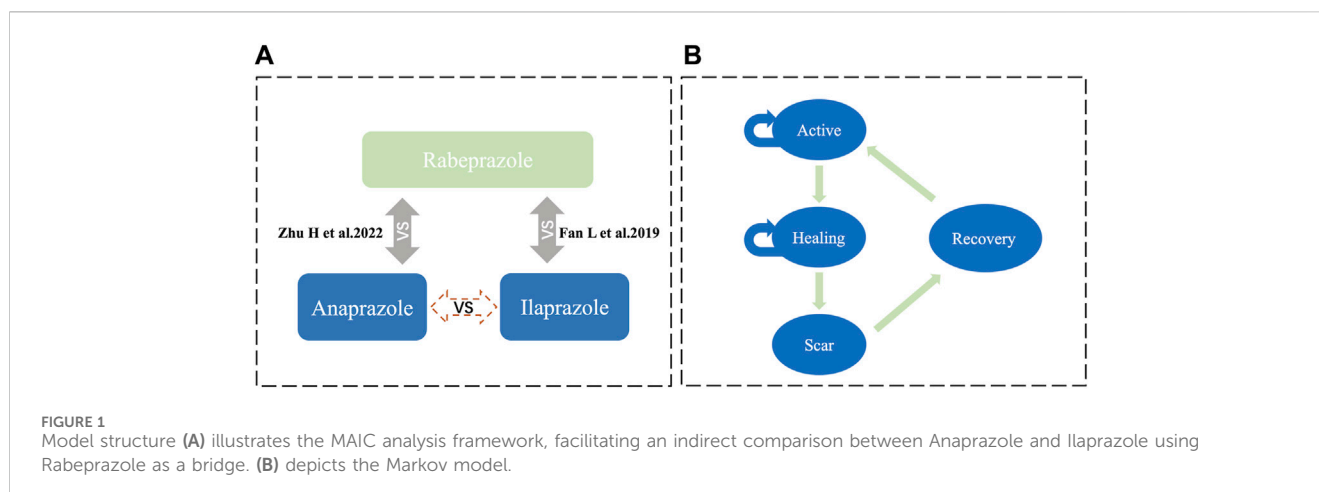 A
Rabeprazole
Zhu H et al.2022
VS
VS
Fan L et al.2019
Anaprazole
VS
Ilaprazole
B
Active
Healing
Recovery
Scar
FIGURE 1
Model structure (A) illustrates the MAIC analysis framework, facilitating an indirect comparison between Anaprazole and Ilaprazole using
Rabeprazole as a bridge. (B) depicts the Markov model.